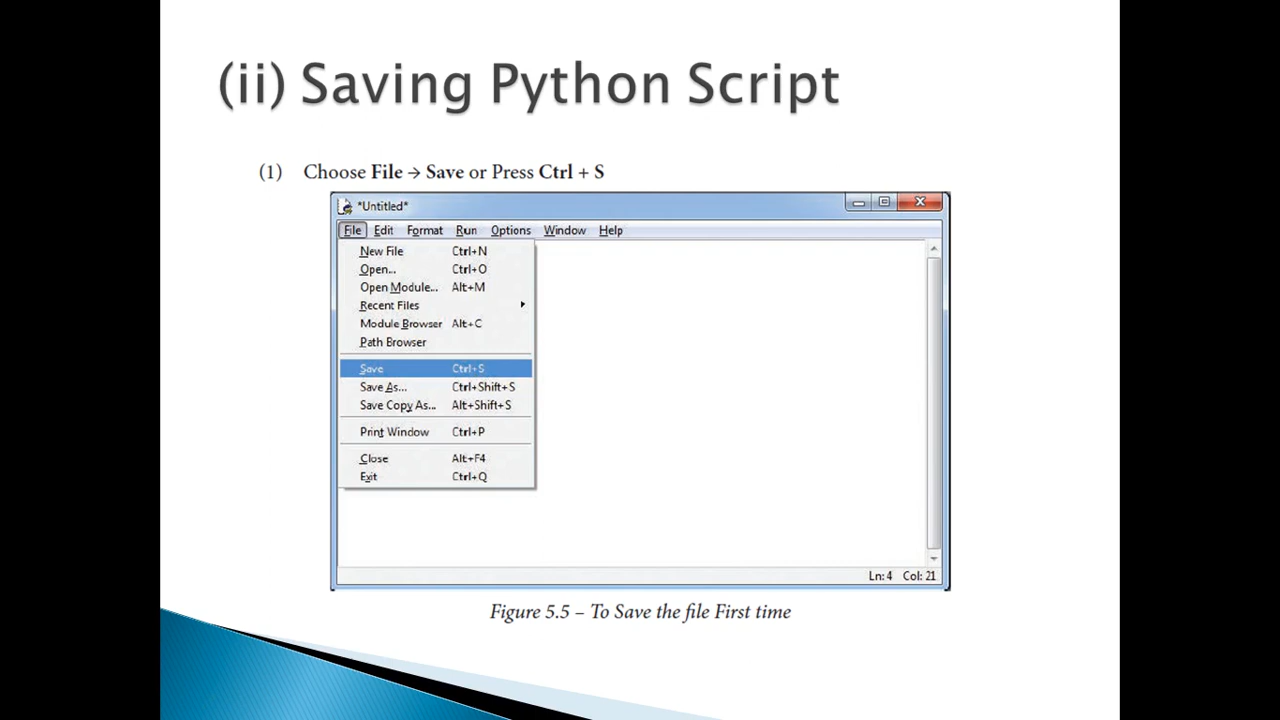 (ii) Saving Python Script
(1) Choose File → Save or Press Ctrl + S
*Untitled*
File Edit Format Run Options Window Help
New File Ctrl+N
Open... Ctrl+O
Open Module... Alt+M
Recent Files
Module Browser Alt+C
Path Browser
Save Ctrl+S
Save As... Ctrl+Shift+S
Save Copy As... Alt+Shift+S
Print Window Ctrl+P
Close Alt+F4
Exit Ctrl+Q
Ln: 4 Col: 21
Figure 5.5 – To Save the file First time